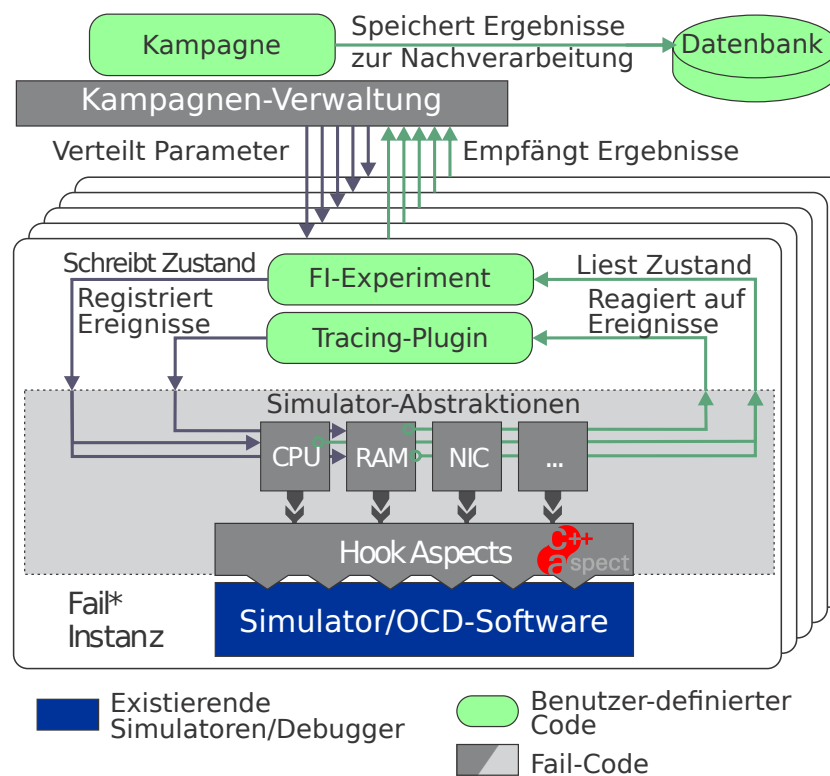 Kampagne
Speichert Ergebnisse
zur Nachverarbeitung
Datenbank
Kampagnen-Verwaltung
Verteilt Parameter
Empfängt Ergebnisse
Schreibt Zustand
FI-Experiment
Liest Zustand
Registriert
Ereignisse
Tracing-Plugin
Reagiert auf
Ereignisse
Simulator-Abstraktionen
CPU
RAM
NIC
...
Hook Aspects
c++
aspect
Fail*
Instanz
Simulator/OCD-Software
Existierende
Simulatoren/Debugger
Benutzer-definierter
Code
Fail-Code